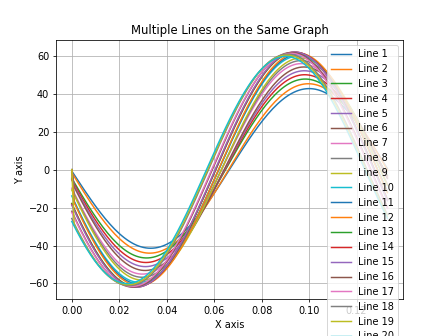 Multiple Lines on the Same Graph
60
40
20
0
−20
−40
−60
Y axis
0.00
0.02
0.04
0.06
0.08
0.10
X axis
Line 1
Line 2
Line 3
Line 4
Line 5
Line 6
Line 7
Line 8
Line 9
Line 10
Line 11
Line 12
Line 13
Line 14
Line 15
Line 16
Line 17
Line 18
Line 19
Line 20